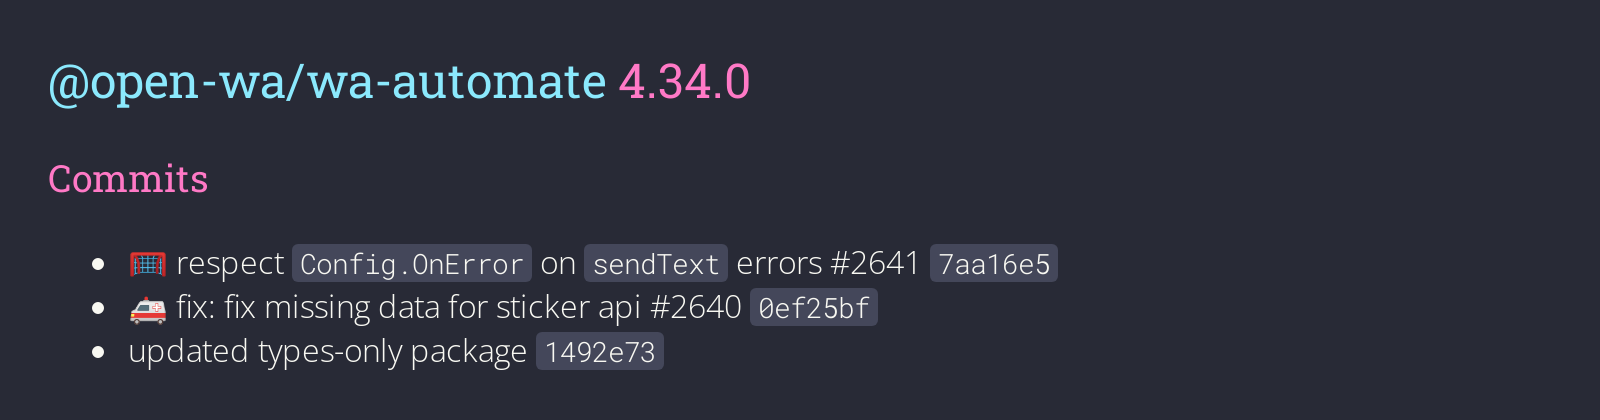 @open-wa/wa-automate 4.34.0
Commits
• 🥅 respect Config.OnError on sendText errors #2641 7aa16e5
• 🚑 fix: fix missing data for sticker api #2640 0ef25bf
• updated types-only package 1492e73